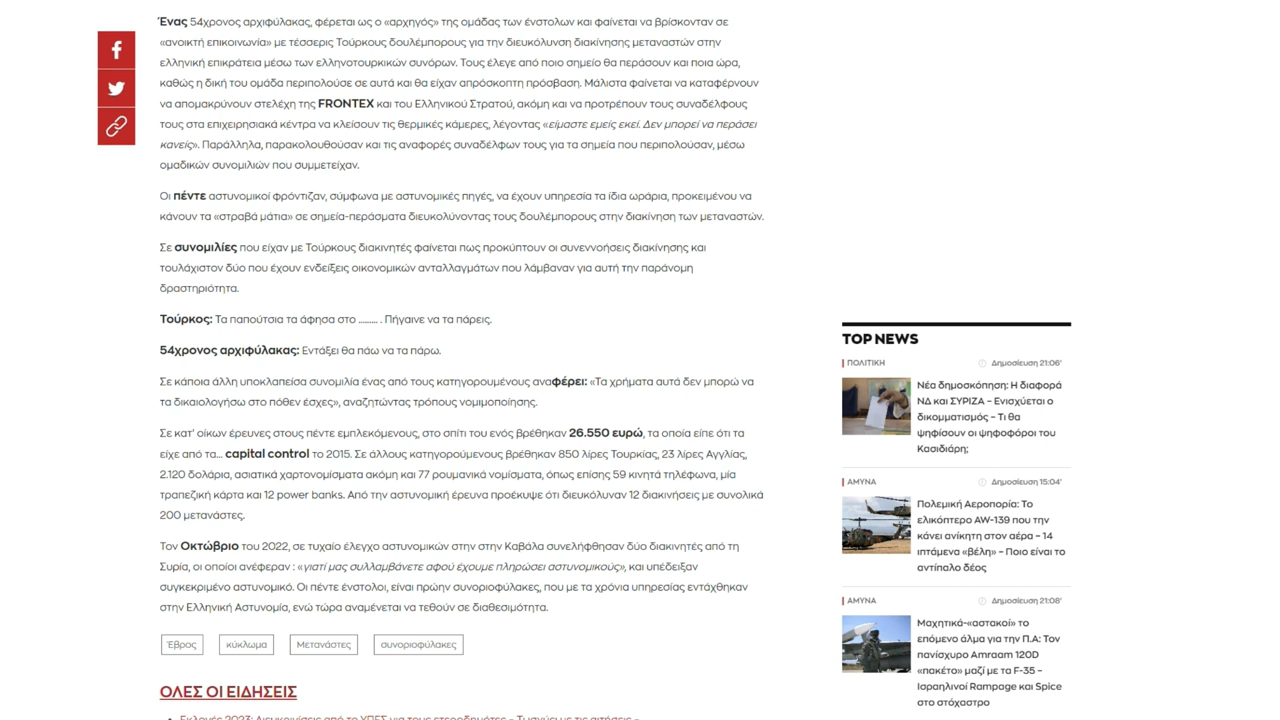 Ένας 54χρονος αρχιφύλακας, φέρεται ως ο «αρχηγός» της ομάδας των ένστολων και φαίνεται να βρίσκονταν σε
«ανοικτή επικοινωνία» με τέσσερις Τούρκους δουλέμπορους για την διευκόλυνση διακίνησης μεταναστών στην
ελληνική επικράτεια μέσω των ελληνοτουρκικών συνόρων. Τους έλεγε από ποιο σημείο θα περάσουν και ποια ώρα,
καθώς η δική του ομάδα περιπολούσε σε αυτά και θα είχαν απρόσκοπτη πρόσβαση. Μάλιστα φαίνεται να καταφέρνουν
να απομακρύνουν στελέχη της FRONTEX και του Ελληνικού Στρατού, ακόμη και να προτρέπουν τους συναδέλφους
τους στα επιχειρησιακά κέντρα να κλείσουν τις θερμικές κάμερες, λέγοντας «είμαστε εμείς εκεί. Δεν μπορεί να περάσει
κανείς». Παράλληλα, παρακολουθούσαν και τις αναφορές συναδέλφων τους για τα σημεία που περιπολούσαν, μέσω
ομαδικών συνομιλιών που συμμετείχαν.
Οι πέντε αστυνομικοί φρόντιζαν, σύμφωνα με αστυνομικές πηγές, να έχουν υπηρεσία τα ίδια ωράρια, προκειμένου να
κάνουν τα «στραβά μάτια» σε σημεία-περάσματα διευκολύνοντας τους δουλέμπορους στην διακίνηση των μεταναστών.
Σε συνομιλίες που είχαν με Τούρκους διακινητές φαίνεται πως προκύπτουν οι συνεννοήσεις διακίνησης και
τουλάχιστον δύο που έχουν ενδείξεις οικονομικών ανταλλαγμάτων που λάμβαναν για αυτή την παράνομη
δραστηριότητα.
Τούρκος: Τα παπούτσια τα άφησα στο ......... . Πήγαινε να τα πάρεις.
54χρονος αρχιφύλακας: Εντάξει θα πάω να τα πάρω.
Σε κάποια άλλη υποκλαπείσα συνομιλία ένας από τους κατηγορουμένους αναφέρει: «Τα χρήματα αυτά δεν μπορώ να
τα δικαιολογήσω στο πόθεν έσχες», αναζητώντας τρόπους νομιμοποίησης.
Σε κατ' οίκων έρευνες στους πέντε εμπλεκόμενους, στο σπίτι του ενός βρέθηκαν 26.550 ευρώ, τα οποία είπε ότι τα
είχε από τα... capital control το 2015. Σε άλλους κατηγορούμενους βρέθηκαν 850 λίρες Τουρκίας, 23 λίρες Αγγλίας,
2.120 δολάρια, ασιατικά χαρτονομίσματα ακόμη και 77 ρουμανικά νομίσματα, όπως επίσης 59 κινητά τηλέφωνα, μία
τραπεζική κάρτα και 12 power banks. Από την αστυνομική έρευνα προέκυψε ότι διευκόλυναν 12 διακινήσεις με συνολικά
200 μετανάστες.
Τον Οκτώβριο του 2022, σε τυχαίο έλεγχο αστυνομικών στην στην Καβάλα συνελήφθησαν δύο διακινητές από τη
Συρία, οι οποίοι ανέφεραν : «γιατί μας συλλαμβάνετε αφού έχουμε πληρώσει αστυνομικούς», και υπέδειξαν
συγκεκριμένο αστυνομικό. Οι πέντε ένστολοι, είναι πρώην συνοριοφύλακες, που με τα χρόνια υπηρεσίας εντάχθηκαν
στην Ελληνική Αστυνομία, ενώ τώρα αναμένεται να τεθούν σε διαθεσιμότητα.
Έβρος κύκλωμα Μετανάστες συνοριοφύλακες
ΟΛΕΣ ΟΙ ΕΙΔΗΣΕΙΣ
Εκλογές 2023: Διευκρινίσεις από το ΥΠΕΣ για τους ετεροδημότες – Τι ισχύει με τις αιτήσεις –
TOP NEWS
ΠΟΛΙΤΙΚΗ Δημοσίευση 21:06'
Νέα δημοσκόπηση: Η διαφορά
ΝΔ και ΣΥΡΙΖΑ – Ενισχύεται ο
δικομματισμός – Τι θα
ψηφίσουν οι ψηφοφόροι του
Κασιδιάρη;
ΑΜΥΝΑ Δημοσίευση 15:04'
Πολεμική Αεροπορία: Το
ελικόπτερο AW-139 που την
κάνει ανίκητη στον αέρα – 14
ιπτάμενα «βέλη» – Ποιο είναι το
αντίπαλο δέος
ΑΜΥΝΑ Δημοσίευση 21:08'
Μαχητικά-«αστακοί» το
επόμενο άλμα για την Π.Α: Τον
πανίσχυρο Amraam 120D
«πακέτο» μαζί με τα F-35 –
Ισραηλινοί Rampage και Spice
στο στόχαστρο